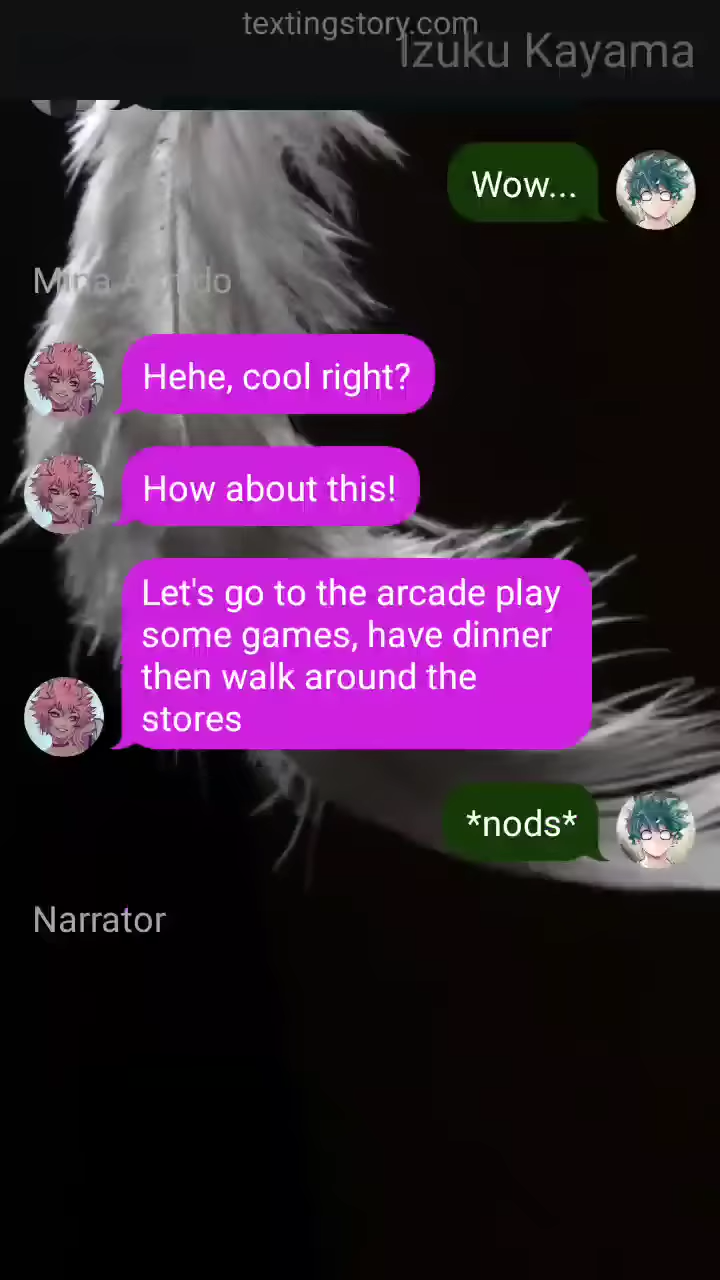 textingstory.com
Izuku Kayama
Wow...
Mina
Hehe, cool right?
How about this!
Let's go to the arcade play
some games, have dinner
then walk around the
stores
*nods*
Narrator